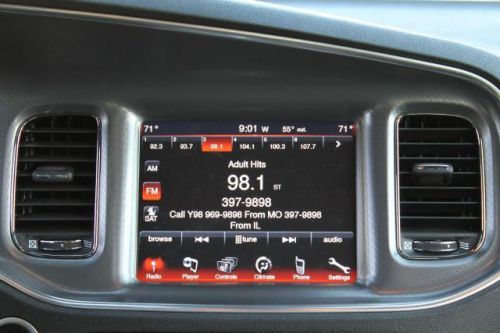 71° 9:01 W 55° out. 71°
1 2 3 4 5 6
92.3 93.7 98.1 104.1 100.3 107.7 >
AM
FM
SAT
Adult Hits
98.1 ST
397-9898
Call Y98 969-9898 From MO 397-9898
From IL
browse tune audio
Radio Player Controls Climate Phone Settings